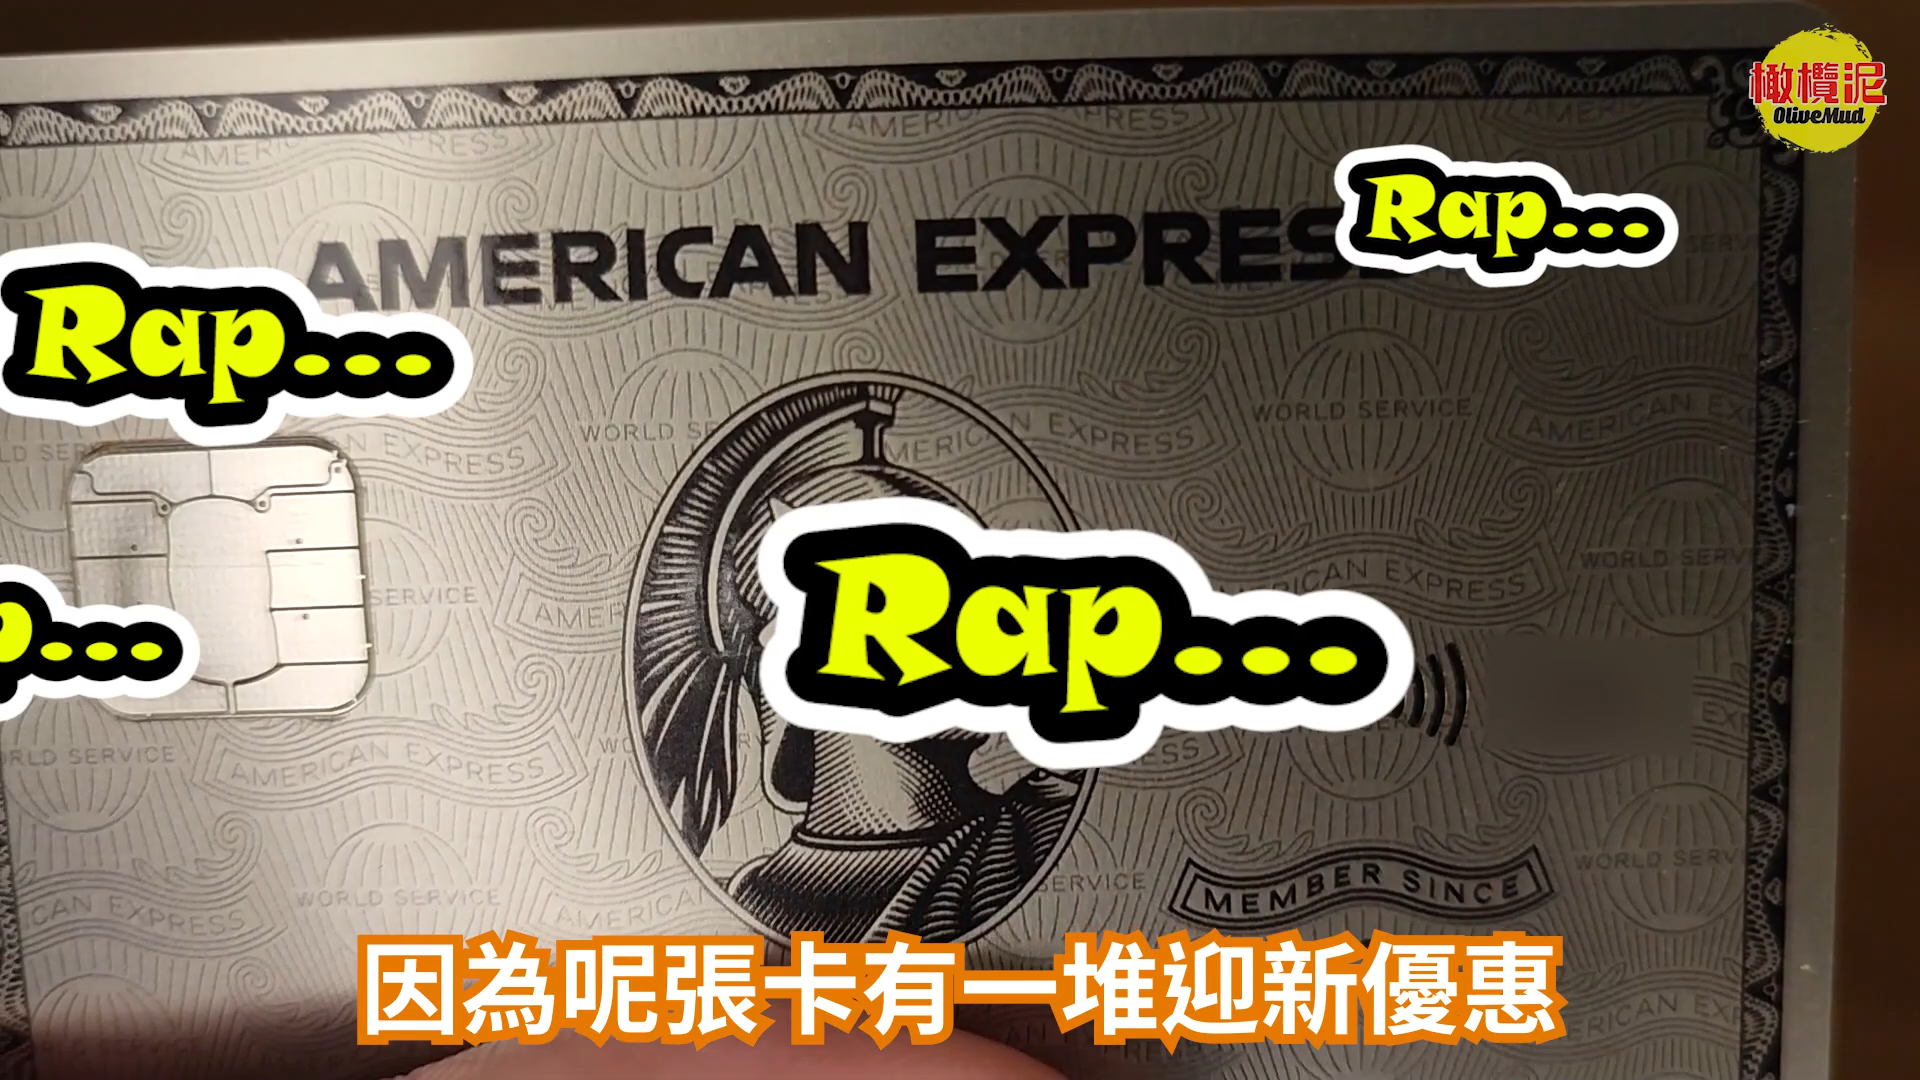 橄欖泥
OliveMud
Rap...
AMERICAN EXPRES
Rap...
Rap...
p...
WORLD SERVICE
AMERICAN EXPRESS
MEMBER SINCE
因為呢張卡有一堆迎新優惠